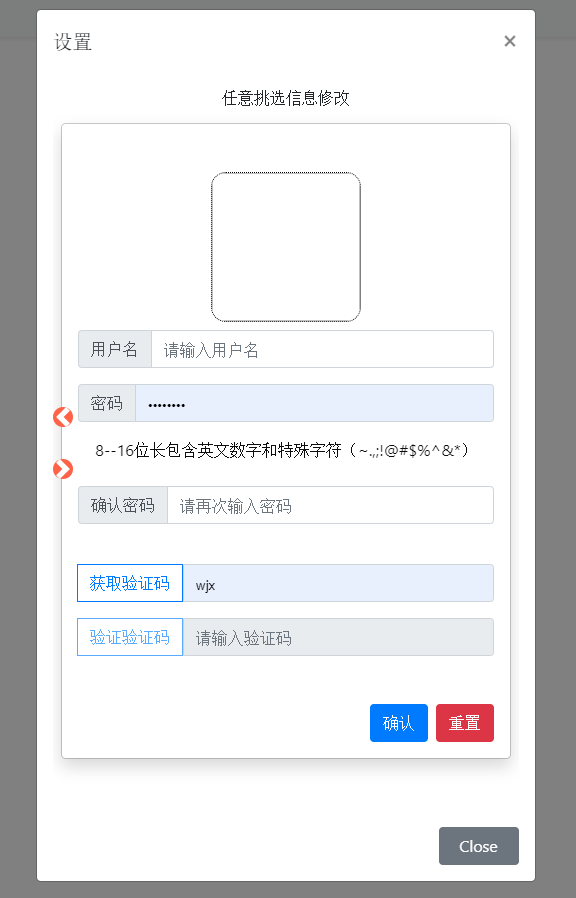 设置 ×
任意挑选信息修改
用户名 请输入用户名
密码 ••••••••
8--16位长包含英文数字和特殊字符（~.,;!@#$%^&*）
确认密码 请再次输入密码
获取验证码 wjx
验证验证码 请输入验证码
确认 重置
Close